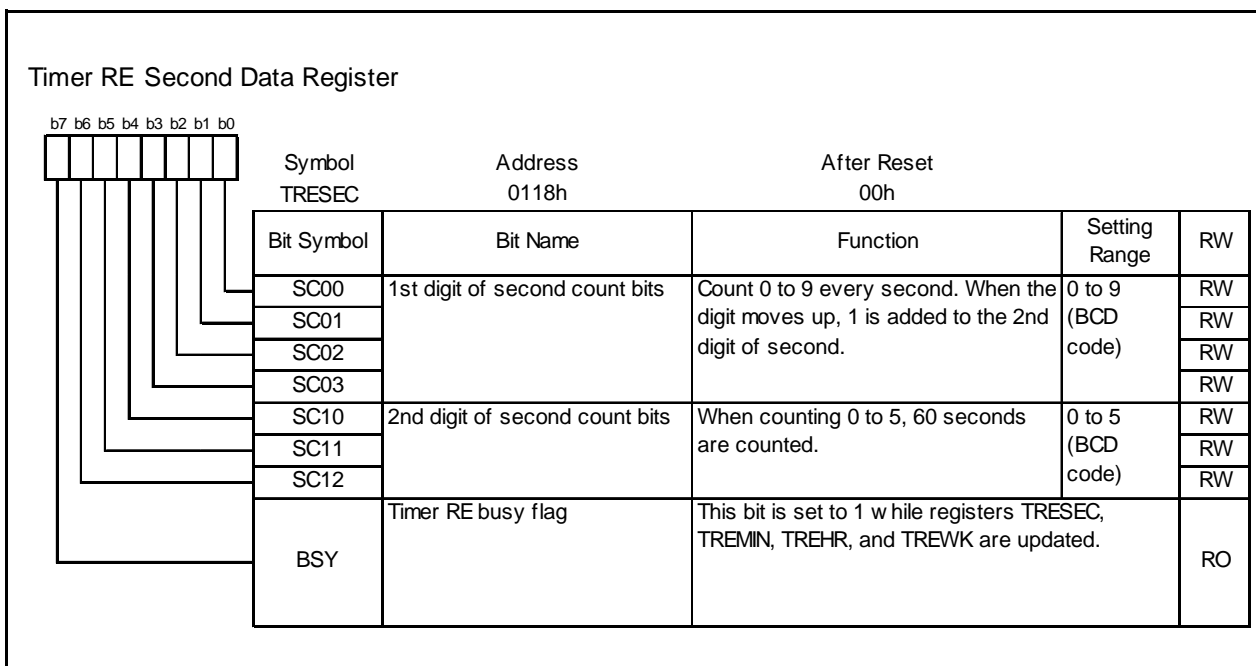 Timer RE Second Data Register
b7 b6 b5 b4 b3 b2 b1 b0
Symbol Address After Reset
TRESEC 0118h 00h
Bit Symbol Bit Name Function Setting Range RW
SC00 1st digit of second count bits Count 0 to 9 every second. When the 0 to 9 RW
SC01 digit moves up, 1 is added to the 2nd (BCD RW
SC02 digit of second. code) RW
SC03 RW
SC10 2nd digit of second count bits When counting 0 to 5, 60 seconds 0 to 5 RW
SC11 are counted. (BCD RW
SC12 code) RW
Timer RE busy flag This bit is set to 1 w hile registers TRESEC,
TREMIN, TREHR, and TREWK are updated.
BSY RO